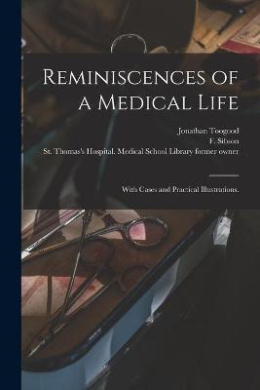 Reminiscences of
a Medical Life
Jonathan Toogood
, F. Sibson
, St. Thomas's Hospital. Medical School Library former owner
With Cases and Practical Illustrations.